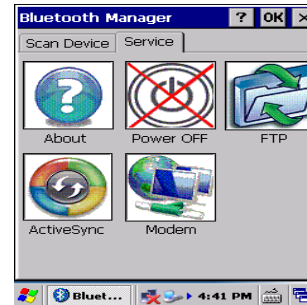 Bluetooth Manager ? OK ×
Scan Device Service
About Power OFF FTP
ActiveSync Modem
Bluet... 4:41 PM